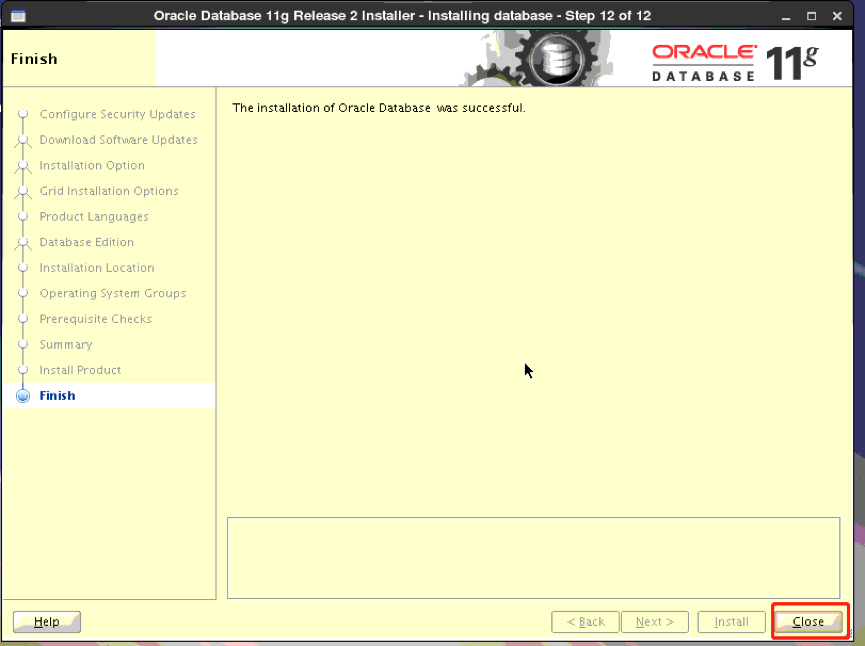 Oracle Database 11g Release 2 Installer - Installing database - Step 12 of 12
Finish
ORACLE
DATABASE
11g
Configure Security Updates
Download Software Updates
Installation Option
Grid Installation Options
Product Languages
Database Edition
Installation Location
Operating System Groups
Prerequisite Checks
Summary
Install Product
Finish
The installation of Oracle Database was successful.
Help
< Back
Next >
Install
Close